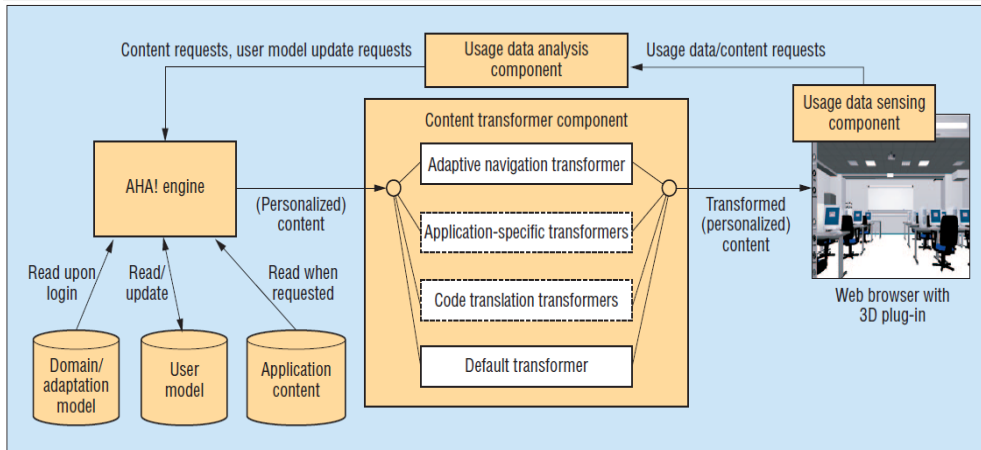 Content requests, user model update requests
Usage data analysis
component
Usage data/content requests
Usage data sensing
component
Content transformer component
Adaptive navigation transformer
AHA! engine
(Personalized)
content
Application-specific transformers
Transformed
(personalized)
content
Read upon
login
Read/
update
Read when
requested
Code translation transformers
Web browser with
3D plug-in
Default transformer
Domain/
adaptation
model
User
model
Application
content